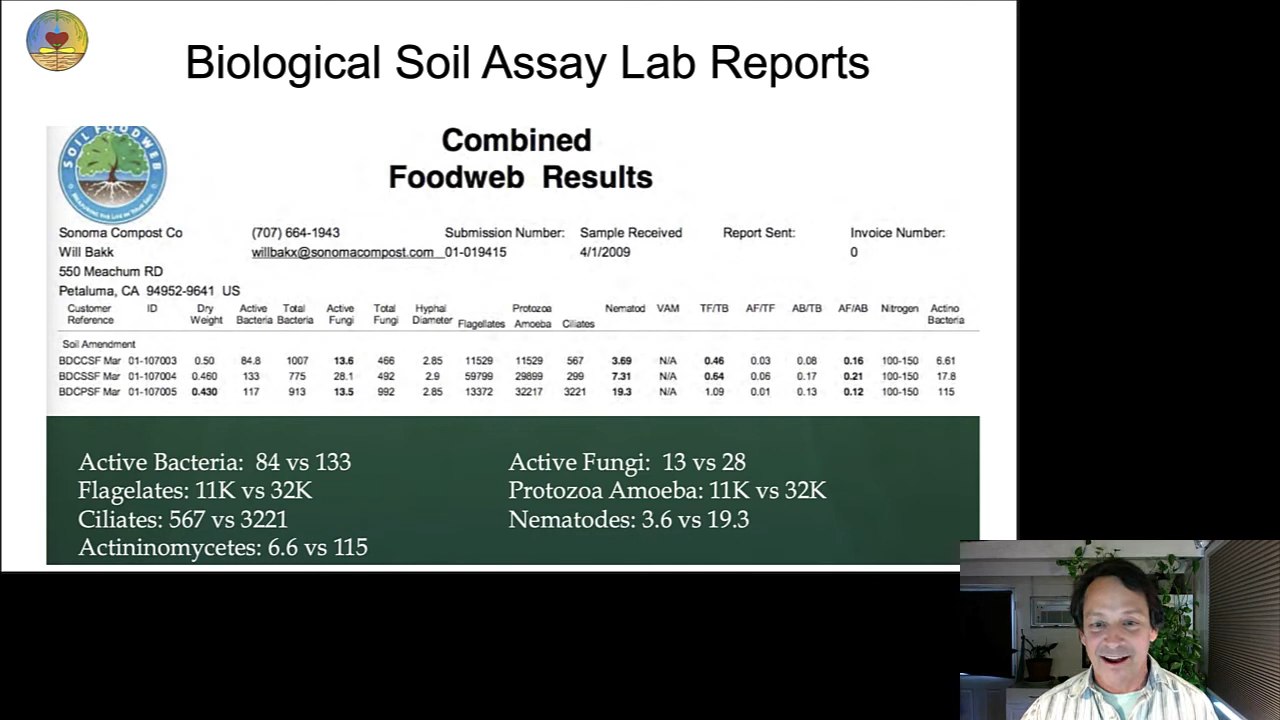 Biological Soil Assay Lab Reports
SOIL FOODWEB
Combined
Foodweb Results
Sonoma Compost Co (707) 664-1943 Submission Number: Sample Received Report Sent: Invoice Number:
Will Bakk willbakx@sonomacompost.com 01-019415 4/1/2009 0
550 Meachum RD
Petaluma, CA 94952-9641 US
Customer Reference ID Dry Weight Active Bacteria Total Bacteria Active Fungi Total Fungi Hyphal Diameter Flagellates Protozoa Amoeba Ciliates Nematod VAM TF/TB AF/TF AB/TB AF/AB Nitrogen Actino Bacteria
Soil Amendment
BDCCSF Mar 01-107003 0.50 84.8 1007 13.6 466 2.85 11529 11529 567 3.69 N/A 0.46 0.03 0.08 0.16 100-150 6.61
BDCSSF Mar 01-107004 0.460 133 775 28.1 492 2.9 59799 29899 299 7.31 N/A 0.64 0.06 0.17 0.21 100-150 17.8
BDCPSF Mar 01-107005 0.430 117 913 13.5 992 2.85 13372 32217 3221 19.3 N/A 1.09 0.01 0.13 0.12 100-150 115
Active Bacteria: 84 vs 133
Flagelates: 11K vs 32K
Ciliates: 567 vs 3221
Actininomycetes: 6.6 vs 115
Active Fungi: 13 vs 28
Protozoa Amoeba: 11K vs 32K
Nematodes: 3.6 vs 19.3